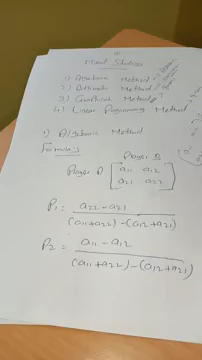 Mixed Strategies
1) Algebraic Method
2) Arithmatic Method
3) Graphical Method
4) Linear Programming Method
1) Algebraic Method
Formula:
Player B
Player A [ a11 a12
a21 a22 ]
P1 = a22 - a21
(a11+a22) - (a12+a21)
P2 = a11 - a12
(a11+a22) - (a12+a21)